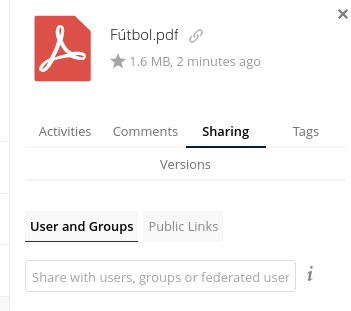 Fútbol.pdf
1.6 MB, 2 minutes ago
Activities Comments Sharing Tags
Versions
User and Groups Public Links
Share with users, groups or federated user
i